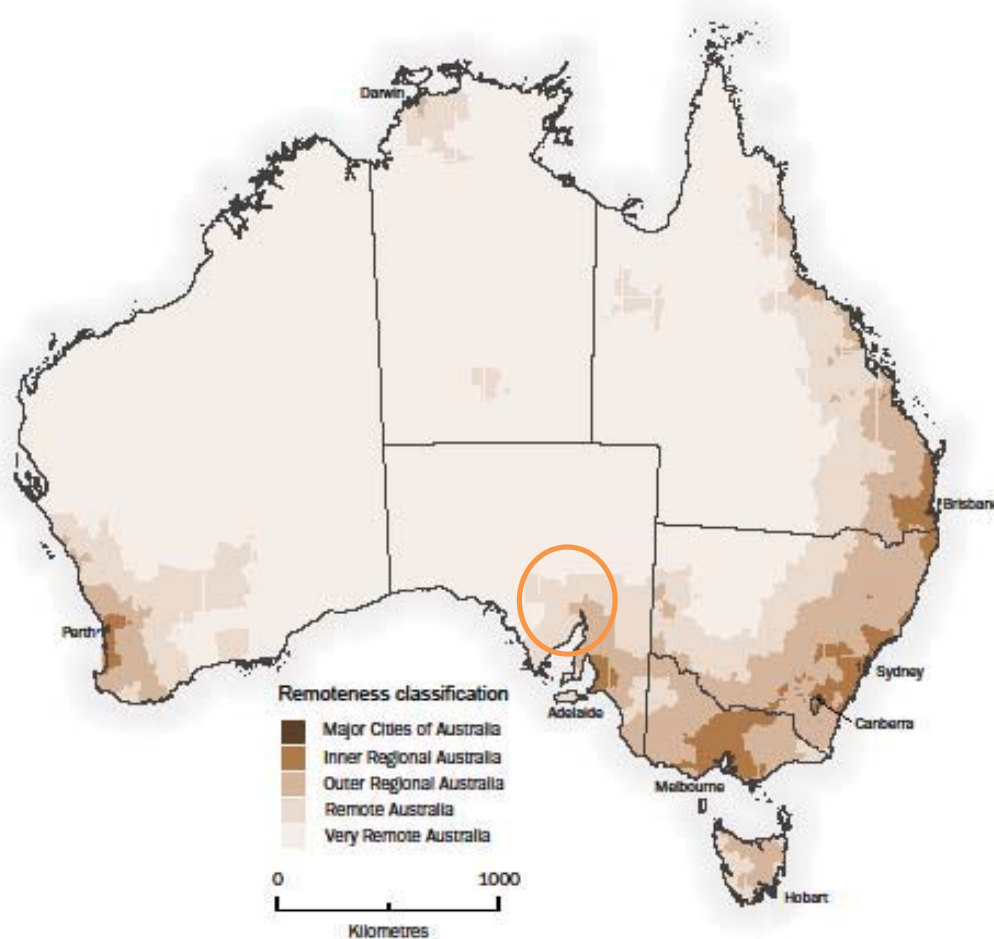 Darwin
Brisbane
Perth
Sydney
Adelaide
Canberra
Melbourne
Hobart
Remoteness classification
Major Cities of Australia
Inner Regional Australia
Outer Regional Australia
Remote Australia
Very Remote Australia
0 1000
Kilometres